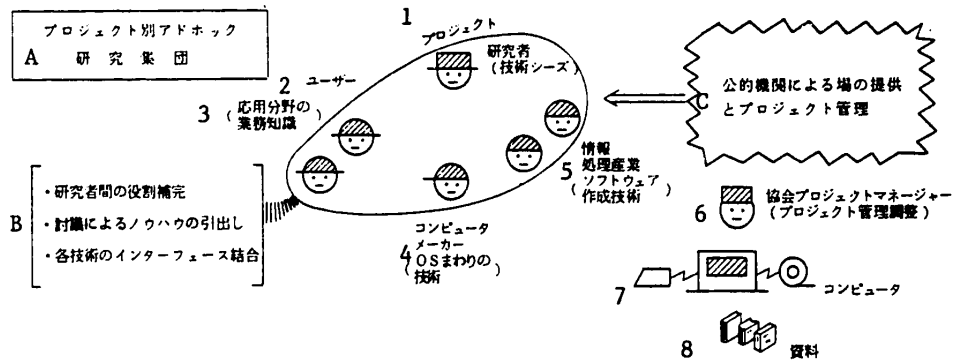 1
プロジェクト別アドホック
A 研究集団
プロジェクト
研究者
(技術シーズ)
2
ユーザー
3 (応用分野の
業務知識)
C 公的機関による場の提供
とプロジェクト管理
5 情報
処理産業
(ソフトウェア
作成技術)
B
・研究者間の役割補完
・討議によるノウハウの引出し
・各技術のインターフェース結合
4 コンピュータ
メーカー
(OSまわりの
技術)
6 協会プロジェクトマネージャー
(プロジェクト管理調整)
7 コンピュータ
8 資料